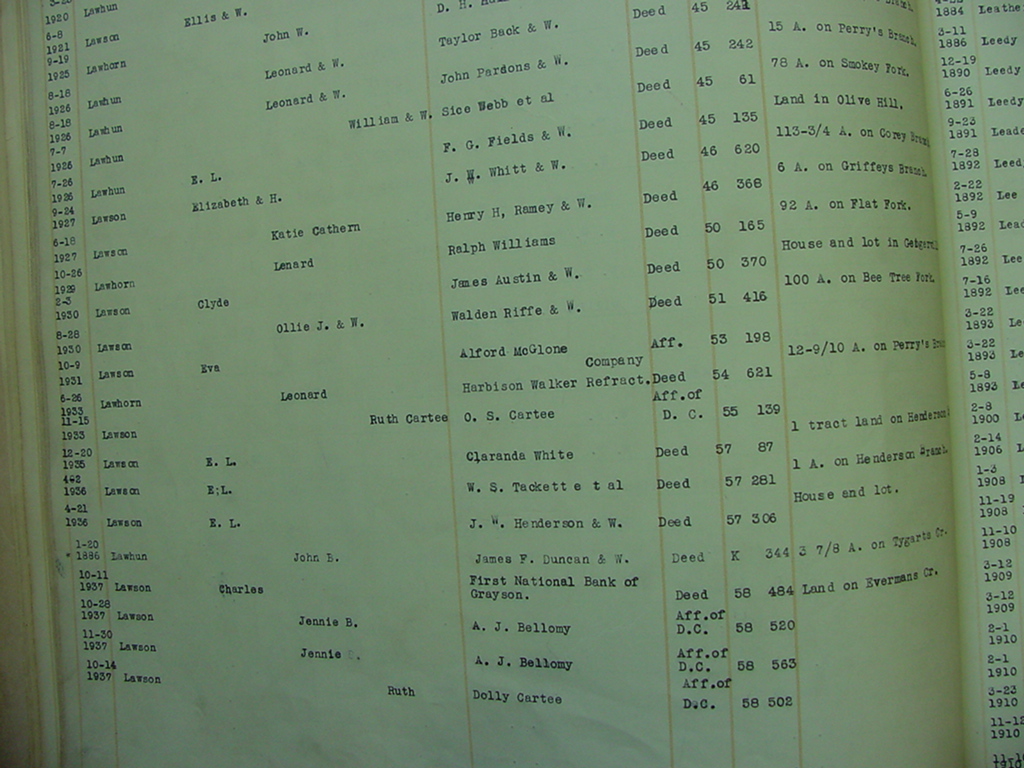 1920 Lawhun Ellis & W.
6-8
1921 Lawson John W. D. H. Deed 45 241
9-19
1925 Lawhorn Leonard & W. Taylor Back & W. Deed 45 242 15 A. on Perry's Branch.
8-18
1926 Lawhun Leonard & W. John Pardons & W. Deed 45 61 78 A. on Smokey Fork.
8-18
1926 Lawhun William & W. Sice Webb et al Deed 45 135 Land in Olive Hill.
7-7
1926 Lawhun E. L. F. G. Fields & W. Deed 46 620 113-3/4 A. on Corey Branch
7-26
1926 Lawhun Elizabeth & H. J. W. Whitt & W. Deed 46 368 6 A. on Griffeys Branch.
9-24
1927 Lawson Katie Cathern Henry H, Ramey & W. Deed 50 165 92 A. on Flat Fork.
6-18
1927 Lawson Lenard Ralph Williams Deed 50 370 House and lot in
10-26
1929 Lawhorn James Austin & W. Deed 51 416 100 A. on Bee Tree Fork.
2-3
1930 Lawson Clyde Walden Riffe & W.
8-28
1930 Lawson Ollie J. & W. Alford McGlone Aff. 53 198
10-9
1931 Lawson Eva Company
6-26
1933 Lawhorn Leonard Harbison Walker Refract. Deed 54 621 12-9/10 A. on Perry's
11-15 Aff.of
1933 Lawson Ruth Cartee O. S. Cartee D. C. 55 139
12-20
1935 Lawson E. L. Claranda White Deed 57 87 1 tract land on Henderson
4-2
1936 Lawson E;L. W. S. Tackett e t al Deed 57 281 1 A. on Henderson Branch.
4-21
1936 Lawson E. L. J. W. Henderson & W. Deed 57 306 House and lot.
1-20
* 1886 Lawhun John B. James F. Duncan & W. Deed K 344 3 7/8 A. on Tygarts Cr.
10-11 First National Bank of
1937 Lawson Charles Grayson. Deed 58 484 Land on Evermans Cr.
10-28 Aff.of
1937 Lawson Jennie B. A. J. Bellomy D.C. 58 520
11-30 Aff.of
1937 Lawson Jennie B. A. J. Bellomy D.C. 58 563
10-14 Aff.of
1937 Lawson Ruth Dolly Cartee D.C. 58 502
1884 Leathe
3-11
1886 Leedy
12-19
1890 Leedy
6-26
1891 Leedy
9-23
1891 Leade
7-28
1892 Leed
2-22
1892 Lee
5-9
1892 Lea
7-26
1892 Lee
7-16
1892 Lee
3-22
1893 Le
3-22
1893 Le
5-8
1893 Le
2-8
1900 Le
2-14
1906 L
1-3
1908
11-19
1908
11-10
1908
3-12
1909
3-12
1909
2-1
1910
2-1
1910
3-23
1910
11-12
1910